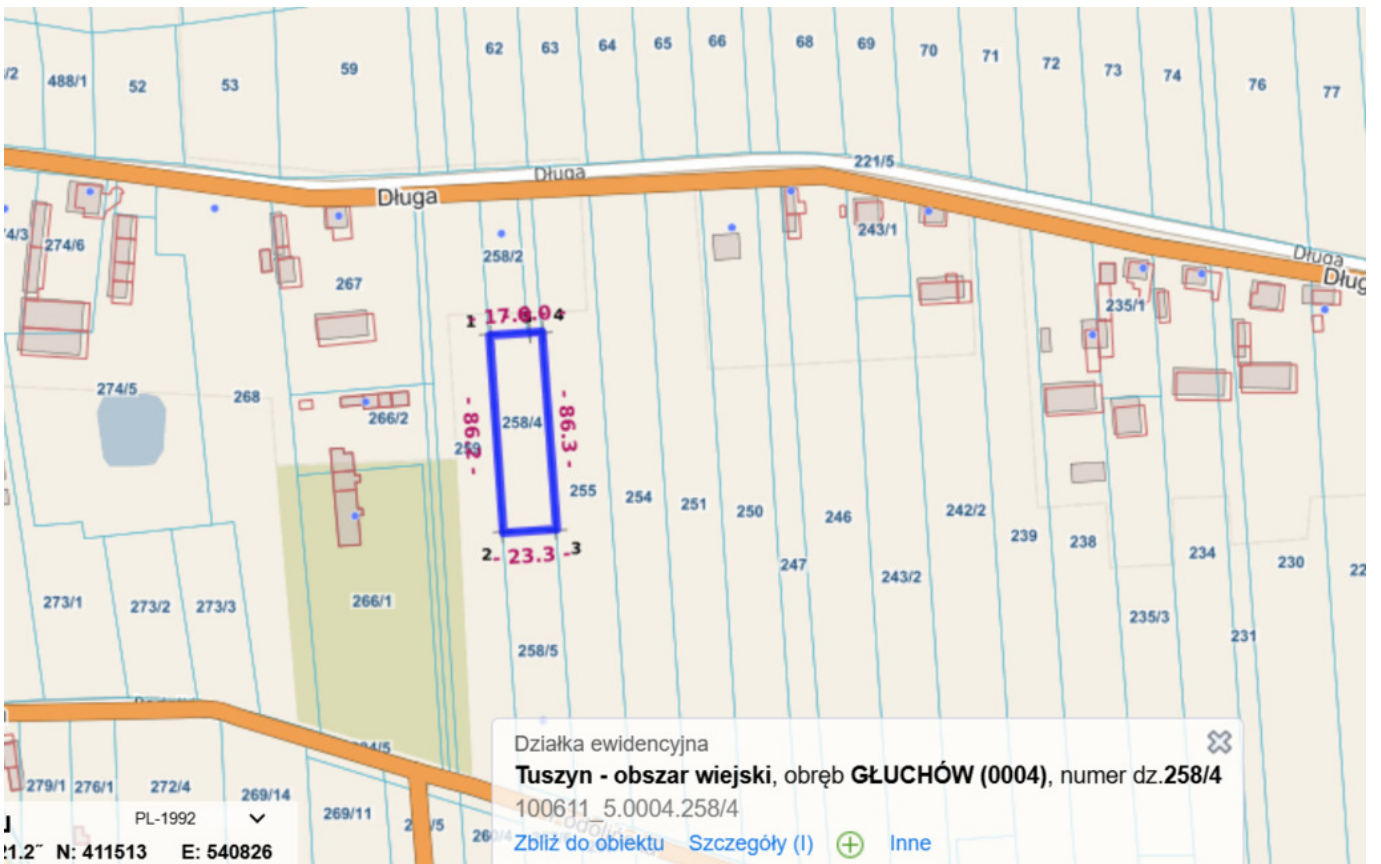 62 63 64 65 66 68 69 70 71 72 73 74 76 77
/2 488/1 52 53 59
221/5
Długa
Długa
Długa
Długa
4/3 274/6 267 258/2 243/1 235/1
1 4
274/5 268 266/2 258/4
- 86.3 -
259
255 254 251 250 246 242/2 239 238 234 230
247 243/2
2 - 23.3 - 3
273/1 273/2 273/3 266/1 235/3 231
258/5
279/1 276/1 272/4 269/14 269/11
Działka ewidencyjna
Tuszyn - obszar wiejski, obręb GŁUCHÓW (0004), numer dz.258/4
100611_5.0004.258/4
Zbliż do obiektu Szczegóły (I) Inne
PL-1992
21.2″ N: 411513 E: 540826